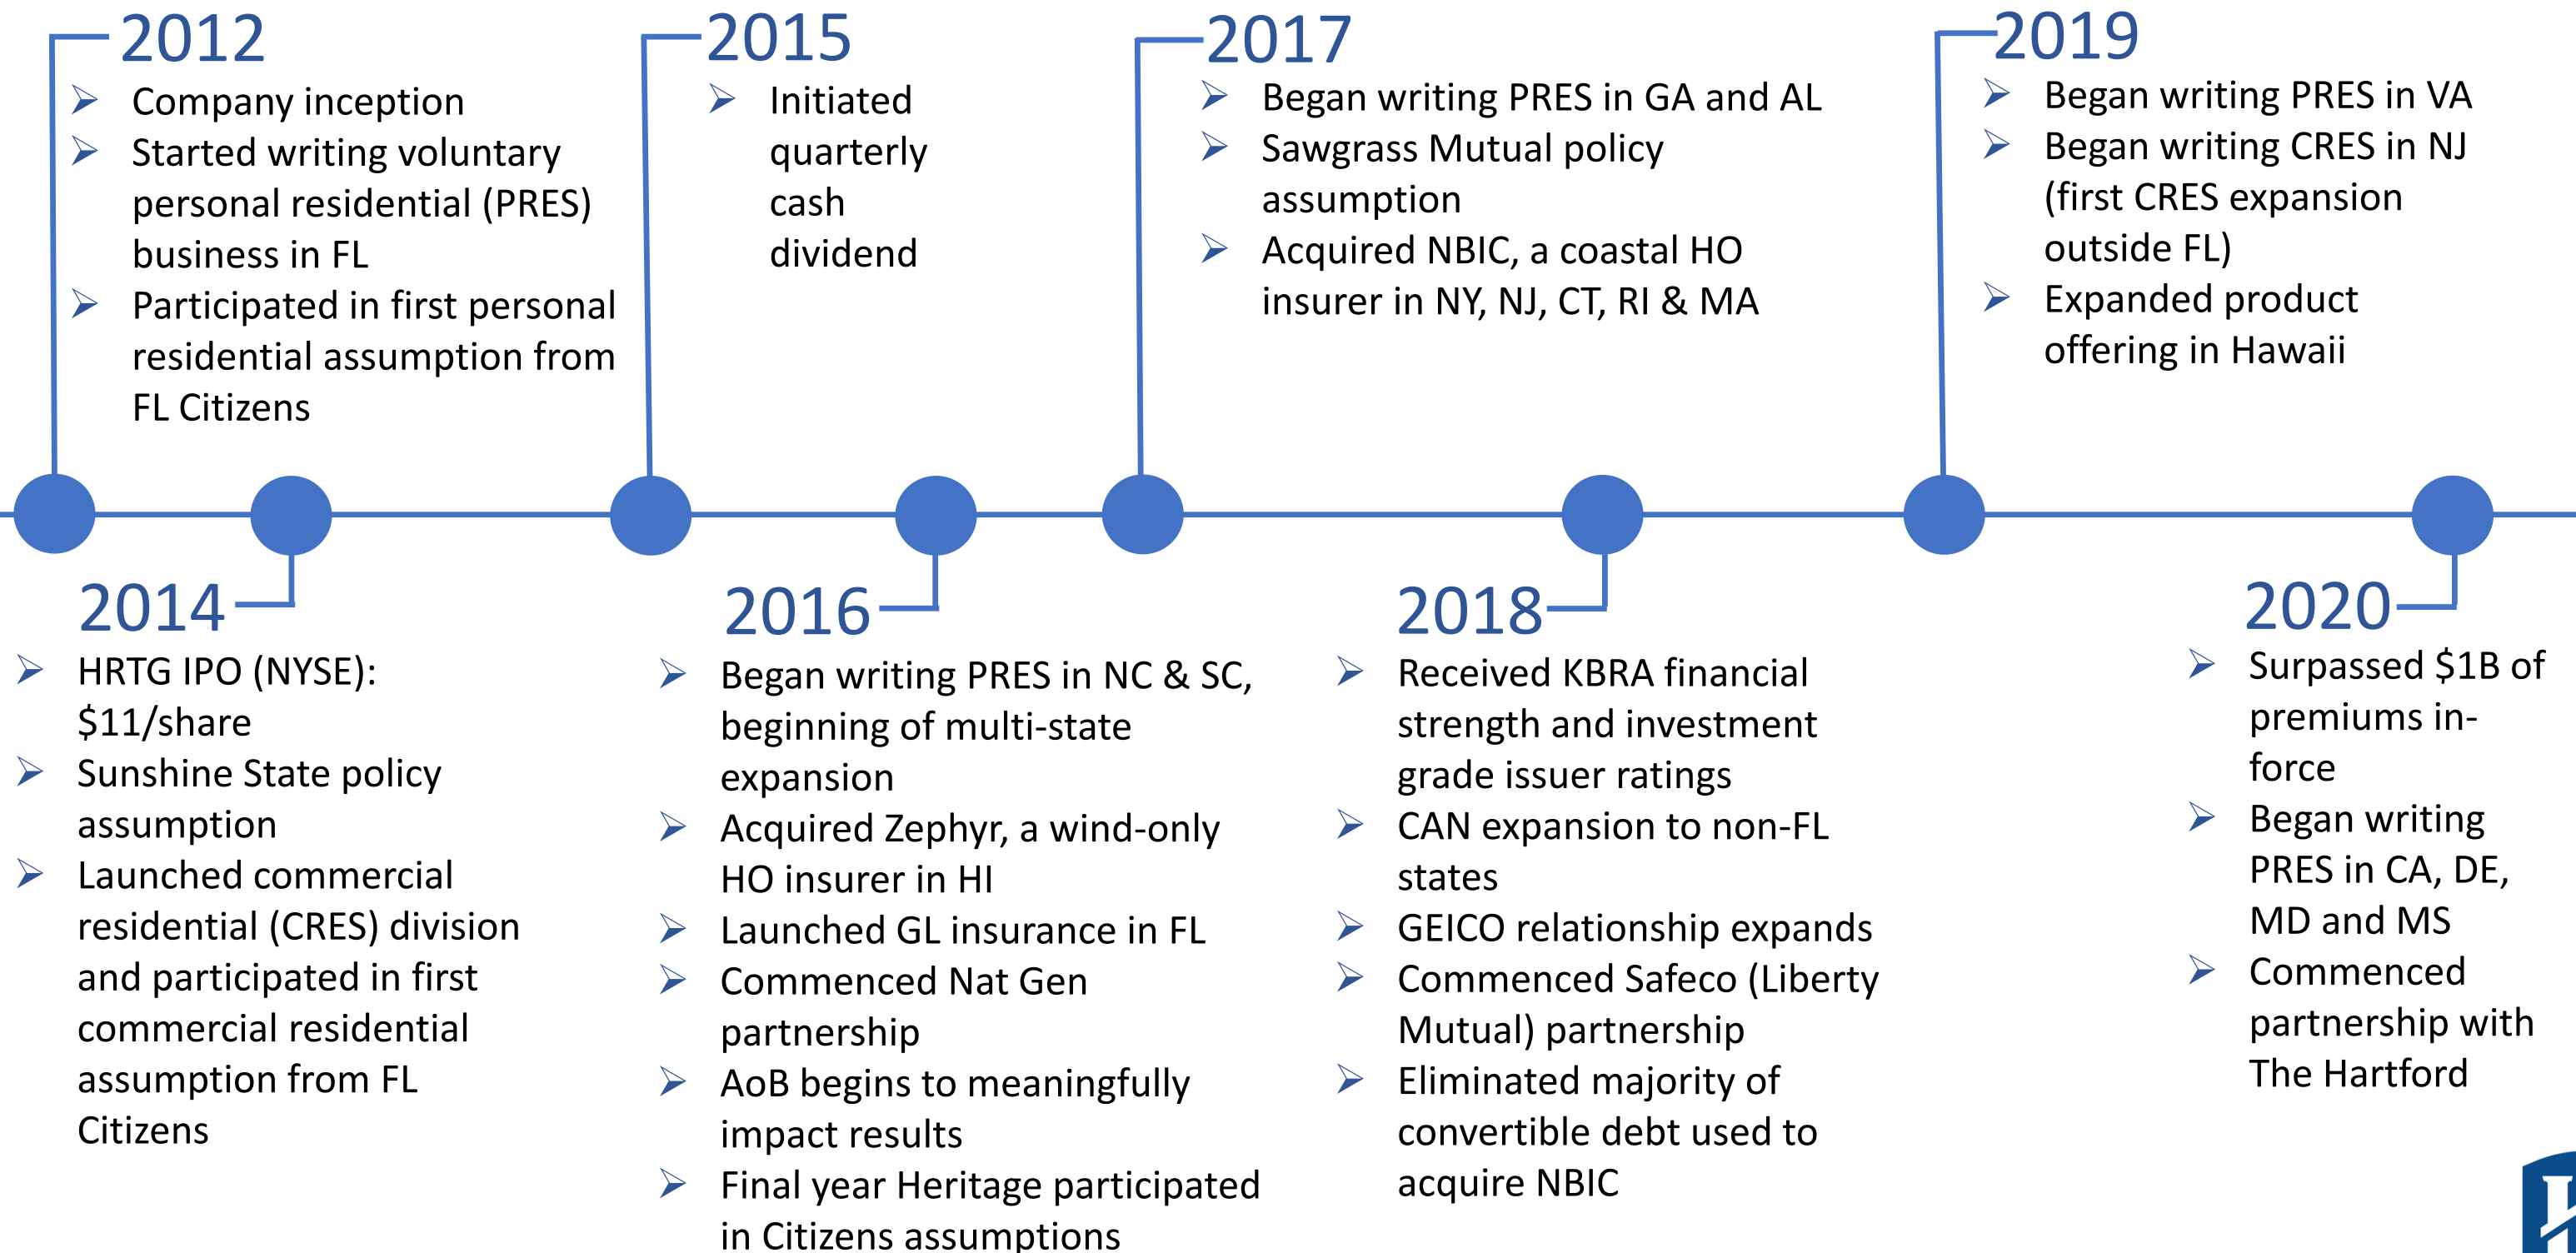 2012
➢ Company inception
➢ Started writing voluntary
personal residential (PRES)
business in FL
➢ Participated in first personal
residential assumption from
FL Citizens
2015
➢ Initiated
quarterly
cash
dividend
2017
➢ Began writing PRES in GA and AL
➢ Sawgrass Mutual policy
assumption
➢ Acquired NBIC, a coastal HO
insurer in NY, NJ, CT, RI & MA
2019
➢ Began writing PRES in VA
➢ Began writing CRES in NJ
(first CRES expansion
outside FL)
➢ Expanded product
offering in Hawaii
2014
➢ HRTG IPO (NYSE):
$11/share
➢ Sunshine State policy
assumption
➢ Launched commercial
residential (CRES) division
and participated in first
commercial residential
assumption from FL
Citizens
2016
➢ Began writing PRES in NC & SC,
beginning of multi-state
expansion
➢ Acquired Zephyr, a wind-only
HO insurer in HI
➢ Launched GL insurance in FL
➢ Commenced Nat Gen
partnership
➢ AoB begins to meaningfully
impact results
➢ Final year Heritage participated
in Citizens assumptions
2018
➢ Received KBRA financial
strength and investment
grade issuer ratings
➢ CAN expansion to non-FL
states
➢ GEICO relationship expands
➢ Commenced Safeco (Liberty
Mutual) partnership
➢ Eliminated majority of
convertible debt used to
acquire NBIC
2020
➢ Surpassed $1B of
premiums in-
force
➢ Began writing
PRES in CA, DE,
MD and MS
➢ Commenced
partnership with
The Hartford